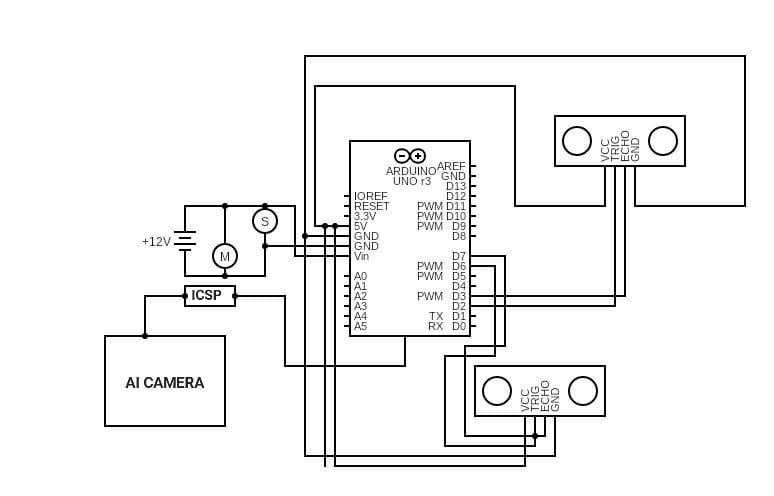 VCC
TRIG
ECHO
GND
ARDUINO
UNO r3
AREF
GND
D13
IOREF D12
RESET PWM D11
3.3V PWM D10
5V PWM D9
GND D8
GND
Vin D7
PWM D6
A0 PWM D5
A1 D4
A2 PWM D3
A3 D2
A4 TX D1
A5 RX D0
+12V
S
M
ICSP
AI CAMERA
VCC
TRIG
ECHO
GND